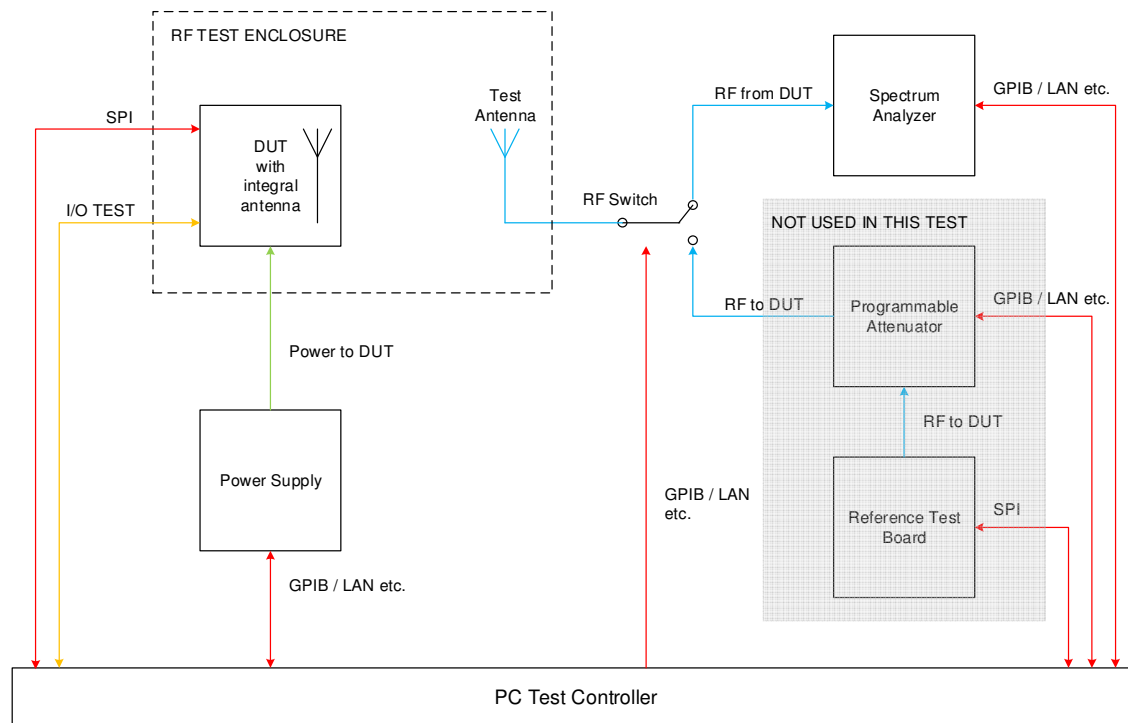 RF TEST ENCLOSURE
SPI
I/O TEST
DUT
with
integral
antenna
Test
Antenna
RF from DUT
Spectrum
Analyzer
GPIB / LAN etc.
RF Switch
NOT USED IN THIS TEST
RF to DUT
Programmable
Attenuator
GPIB / LAN etc.
Power to DUT
RF to DUT
Power Supply
GPIB / LAN
etc.
Reference Test
Board
SPI
GPIB / LAN etc.
PC Test Controller